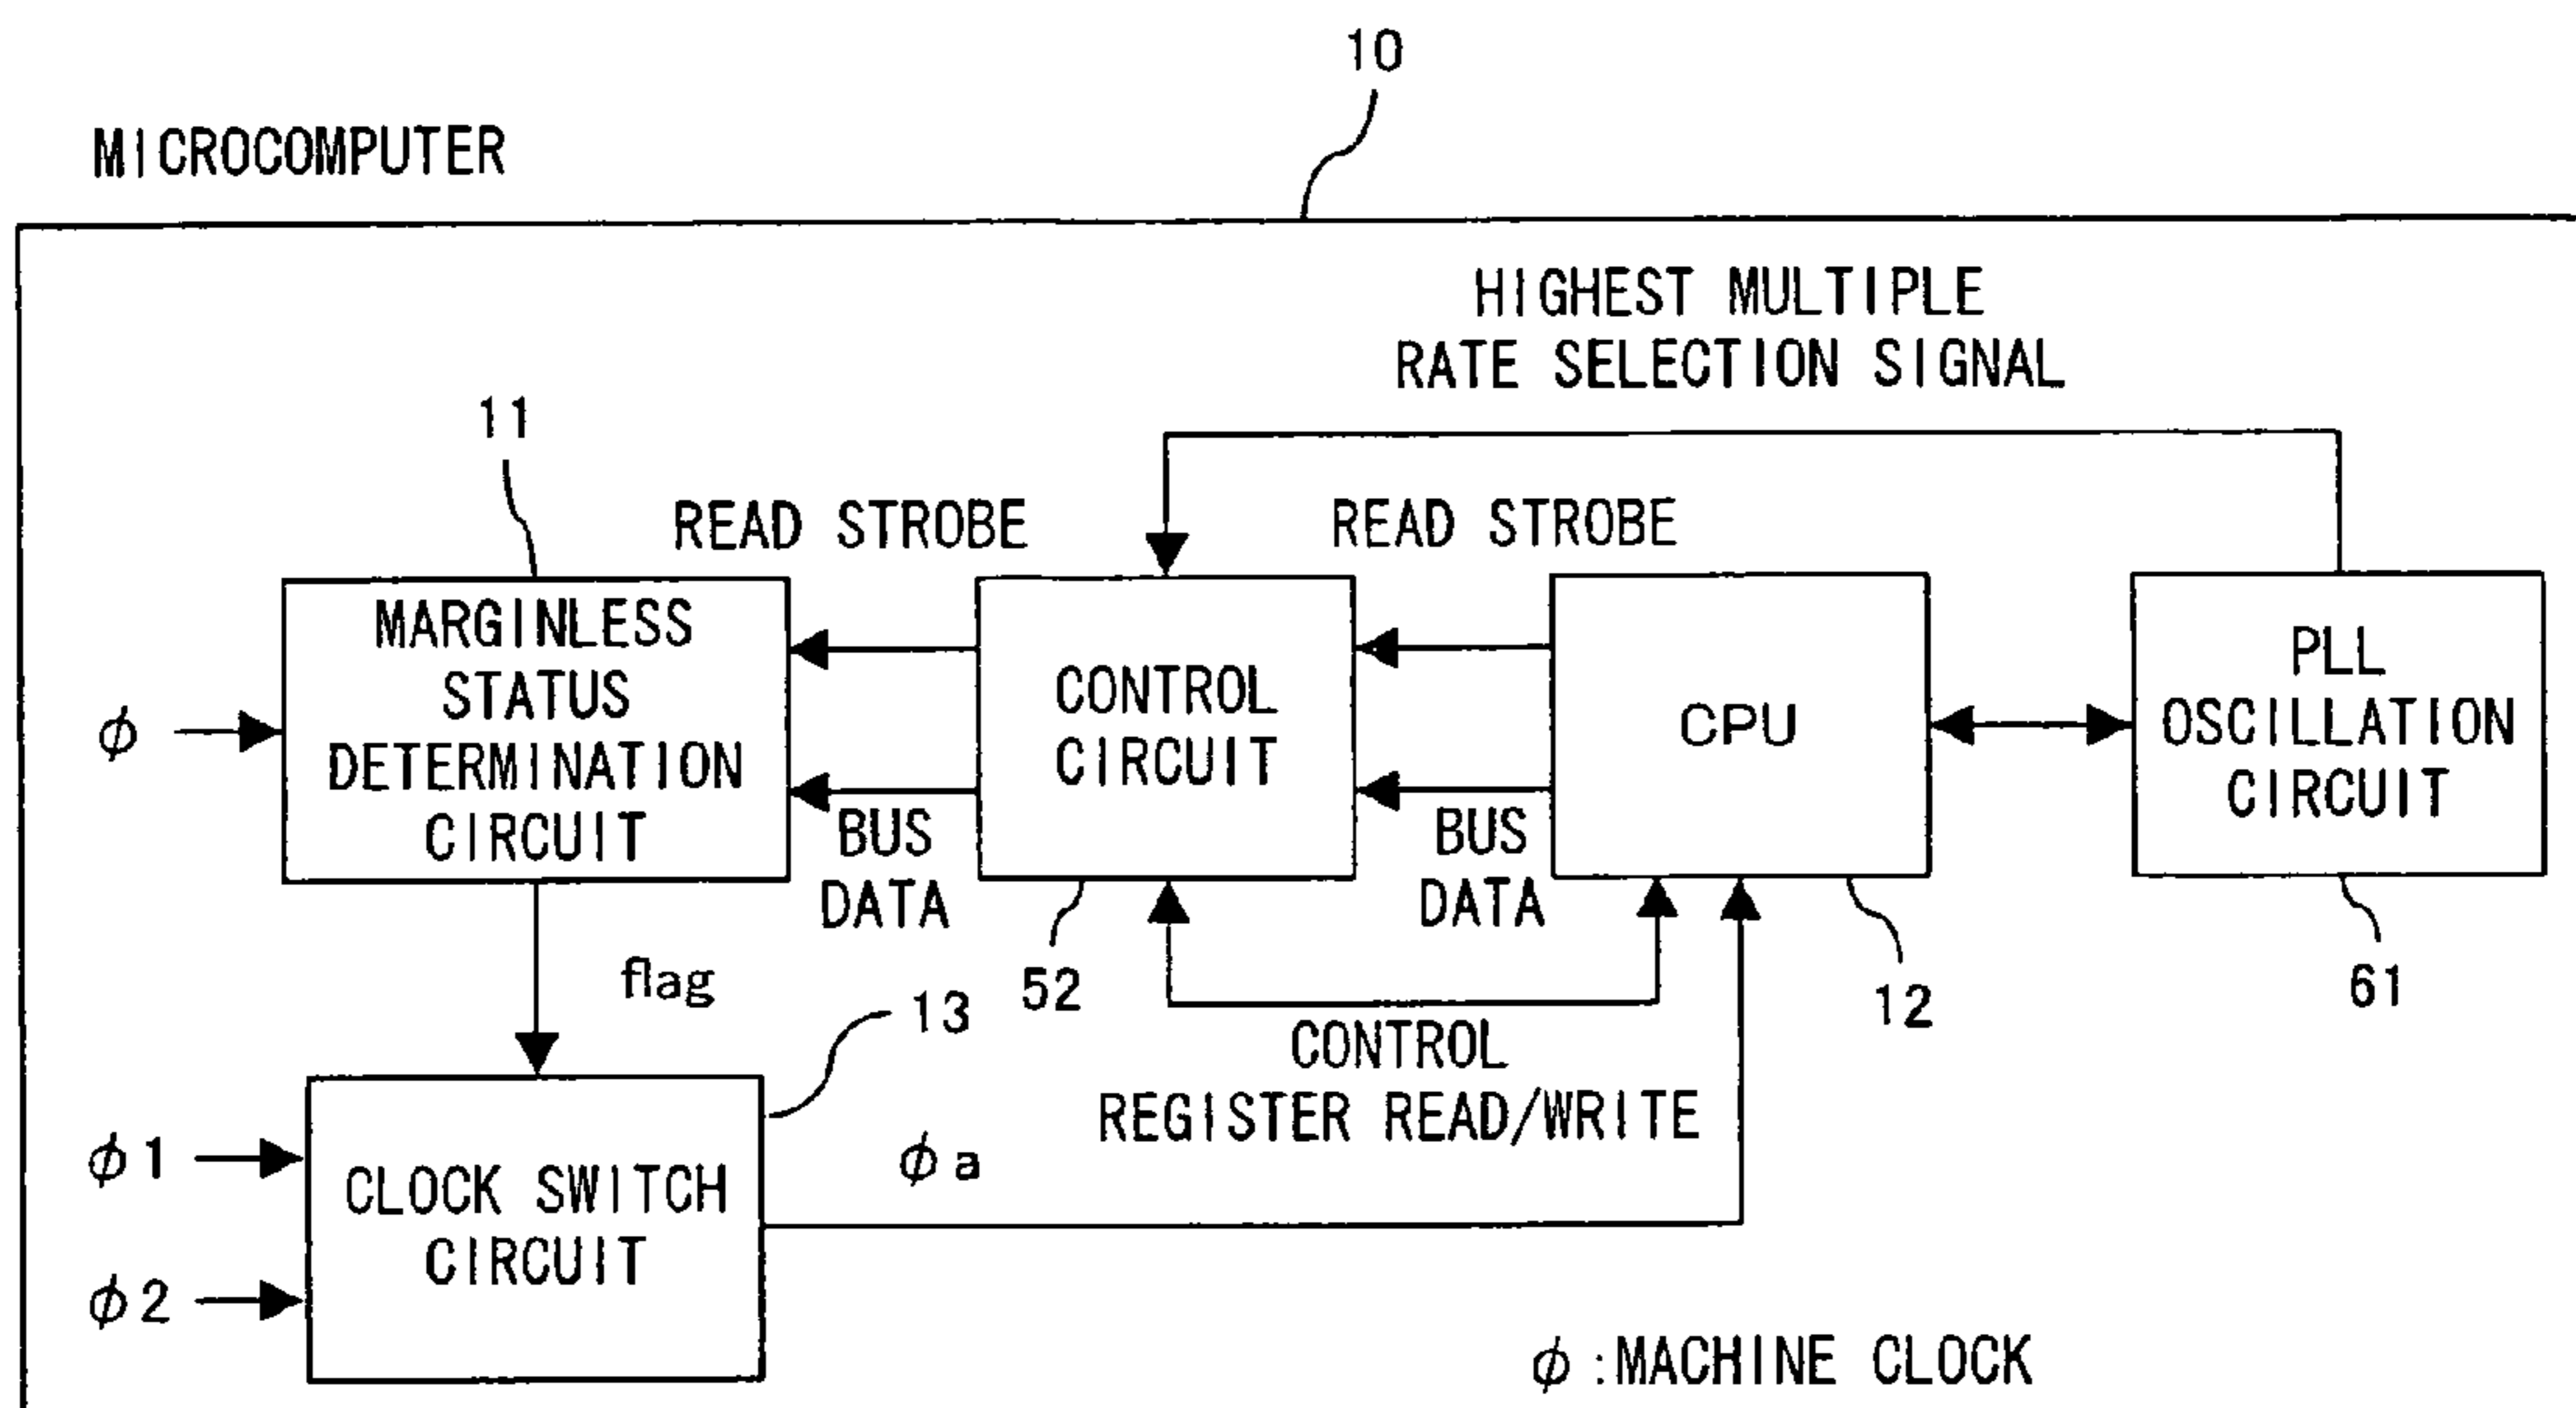 10
MICROCOMPUTER
HIGHEST MULTIPLE
RATE SELECTION SIGNAL
11
READ STROBE
READ STROBE
MARGINLESS
STATUS
DETERMINATION
CIRCUIT
CONTROL
CIRCUIT
CPU
PLL
OSCILLATION
CIRCUIT
ϕ
BUS
DATA
BUS
DATA
flag
13
52
12
61
CONTROL
REGISTER READ/WRITE
ϕ1
ϕ2
CLOCK SWITCH
CIRCUIT
ϕa
ϕ:MACHINE CLOCK